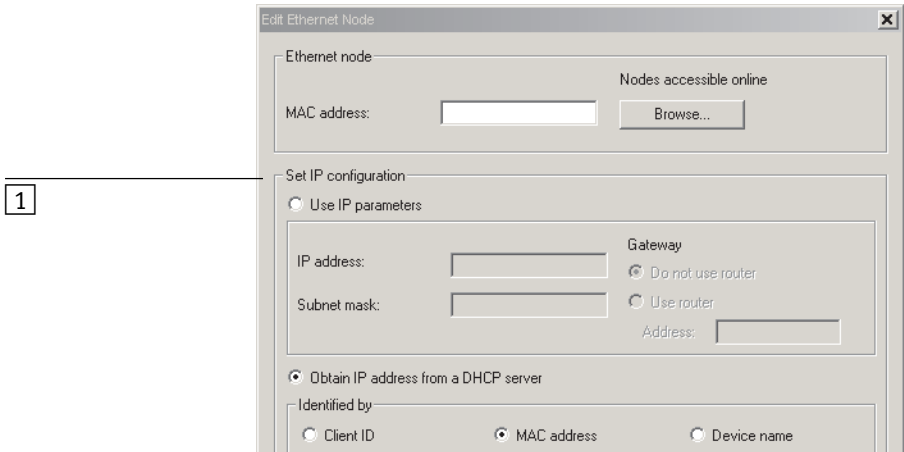 Edit Ethernet Node
Ethernet node
Nodes accessible online
MAC address:
Browse...
1
Set IP configuration
Use IP parameters
Gateway
IP address:
Do not use router
Subnet mask:
Use router
Address:
Obtain IP address from a DHCP server
Identified by
Client ID MAC address Device name